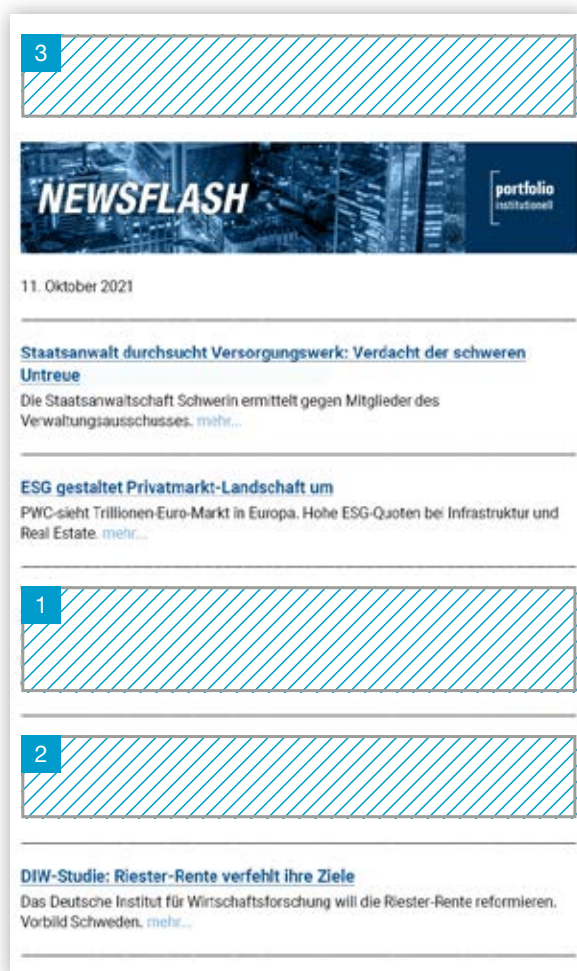 3
NEWSFLASH
portfolio
institutionell
11. Oktober 2021
Staatsanwalt durchsucht Versorgungswerk: Verdacht der schweren
Untreue
Die Staatsanwaltschaft Schwerin ermittelt gegen Mitglieder des
Verwaltungsausschusses. mehr...
ESG gestaltet Privatmarkt-Landschaft um
PWC-sieht Trillionen-Euro-Markt in Europa. Hohe ESG-Quoten bei Infrastruktur und
Real Estate. mehr...
1
2
DIW-Studie: Riester-Rente verfehlt ihre Ziele
Das Deutsche Institut für Wirtschaftsforschung will die Riester-Rente reformieren.
Vorbild Schweden. mehr...